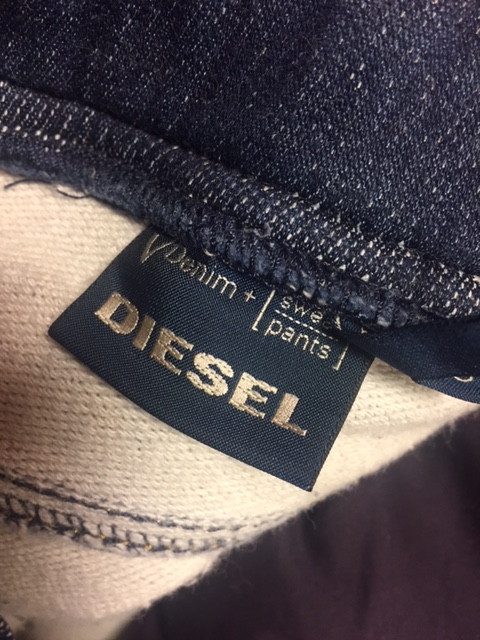 √Denim + [swea
pants]
DIESEL